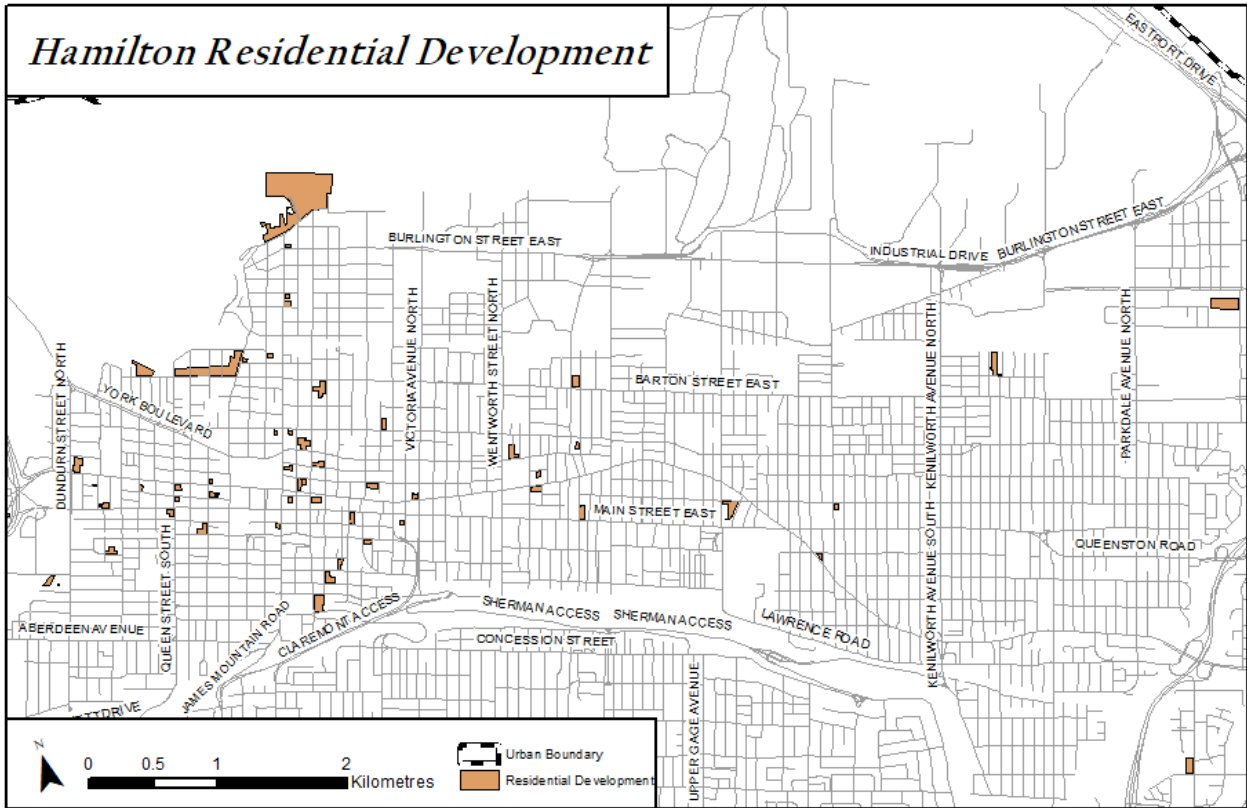 Hamilton Residential Development
EASTPORT DRIVE
BURLINGTON STREET EAST
INDUSTRIAL DRIVE
BURLINGTON STREET EAST
DUNDURN STREET NORTH
YORK BOULEVARD
VICTORIA AVENUE NORTH
WENTWORTH STREET NORTH
BARTON STREET EAST
KENILWORTH AVENUE NORTH
PARKDALE AVENUE NORTH
MAIN STREET EAST
QUEENSTON ROAD
QUEEN STREET SOUTH
KENILWORTH AVENUE SOUTH
ABERDEEN AVENUE
JAMES MOUNTAIN ROAD
CLAREMONT ACCESS
SHERMAN ACCESS
SHERMAN ACCESS
LAWRENCE ROAD
CONCESSION STREET
UPPER GAGE AVENUE
DRIVE
N
0 0.5 1 2
Kilometres
Urban Boundary
Residential Development